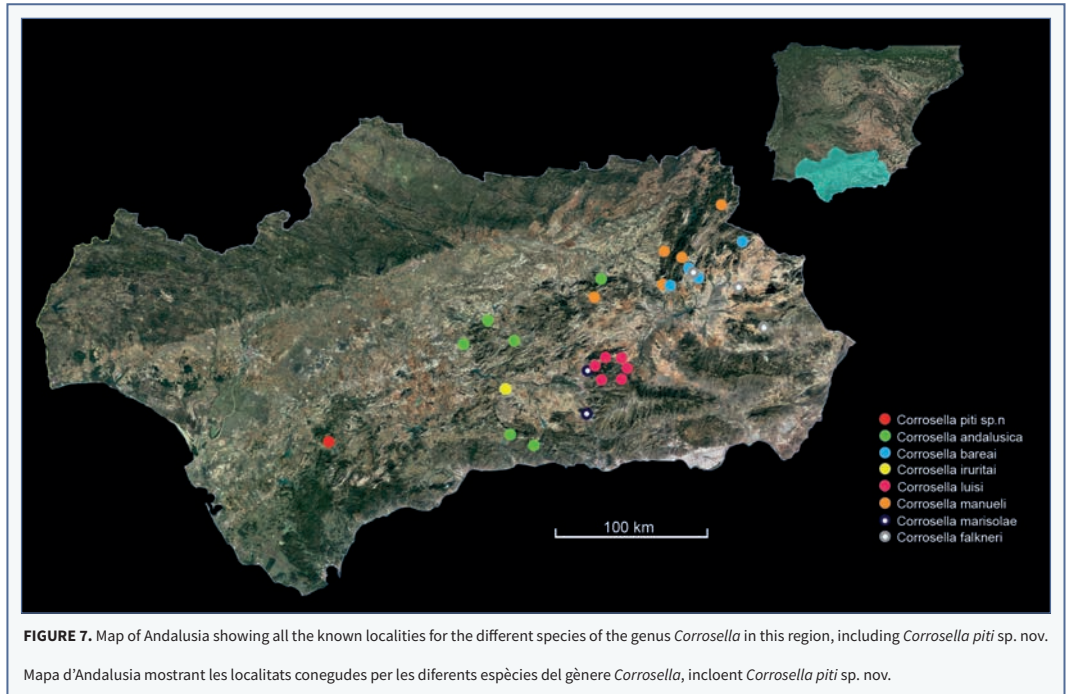 Corrosella piti sp.n
Corrosella andalusica
Corrosella bareai
Corrosella iruritai
Corrosella luisi
Corrosella manueli
Corrosella marisolae
Corrosella falkneri
100 km
FIGURE 7. Map of Andalusia showing all the known localities for the different species of the genus Corrosella in this region, including Corrosella piti sp. nov.
Mapa d’Andalusia mostrant les localitats conegudes per les diferents espècies del gènere Corrosella, incloent Corrosella piti sp. nov.